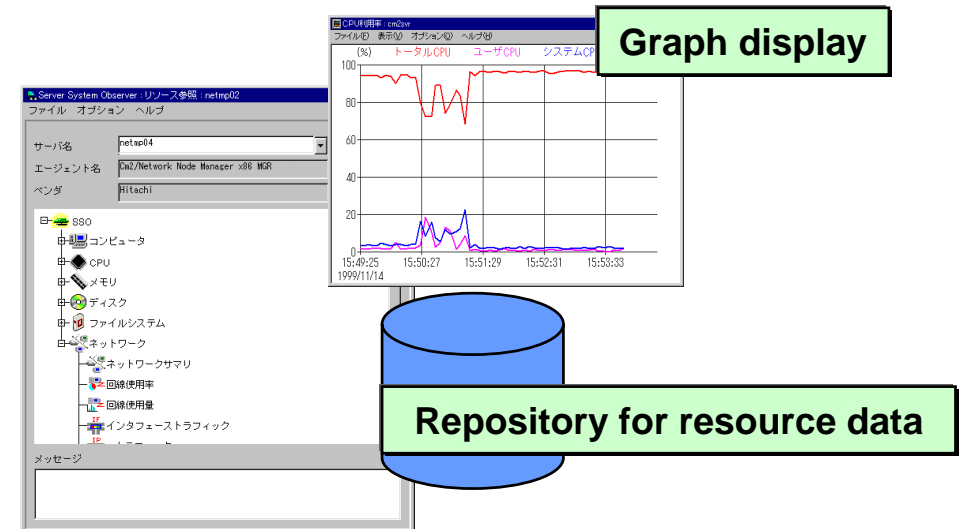 CPU利用率 : cm2svr
ファイル(F) 表示(V) オプション(O) ヘルプ(H)
(%) トータルCPU ユーザCPU システムCP
100
80
60
40
20
0
15:49:25 15:50:27 15:51:29 15:52:31 15:53:33
1999/11/14
Graph display
Server System Observer : リソース参照 : netmp02
ファイル オプション ヘルプ
サーバ名 netmp04
エージェント名 Cm2/Network Node Manager x86 MGR
ベンダ Hitachi
SSO
コンピュータ
CPU
メモリ
ディスク
ファイルシステム
ネットワーク
ネットワークサマリ
回線使用率
回線使用量
IF
インタフェーストラフィック
IP
メッセージ
Repository for resource data